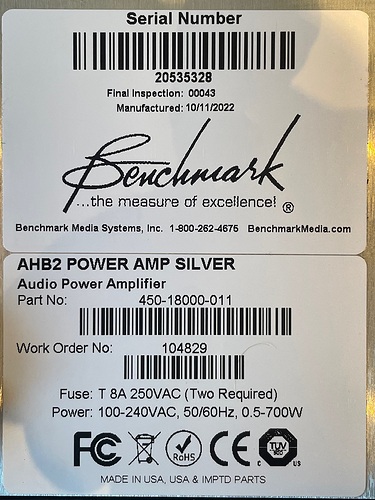 Serial Number
20535328
Final Inspection: 00043
Manufactured: 10/11/2022
Benchmark
...the measure of excellence! ®
Benchmark Media Systems, Inc. 1-800-262-4676 BenchmarkMedia.com
AHB2 POWER AMP SILVER
Audio Power Amplifier
Part No: 450-18000-011
Work Order No: 104829
Fuse: T 8A 250VAC (Two Required)
Power: 100-240VAC, 50/60Hz, 0.5-700W
FC RoHS CE C TUV US
MADE IN USA, USA & IMPTD PARTS